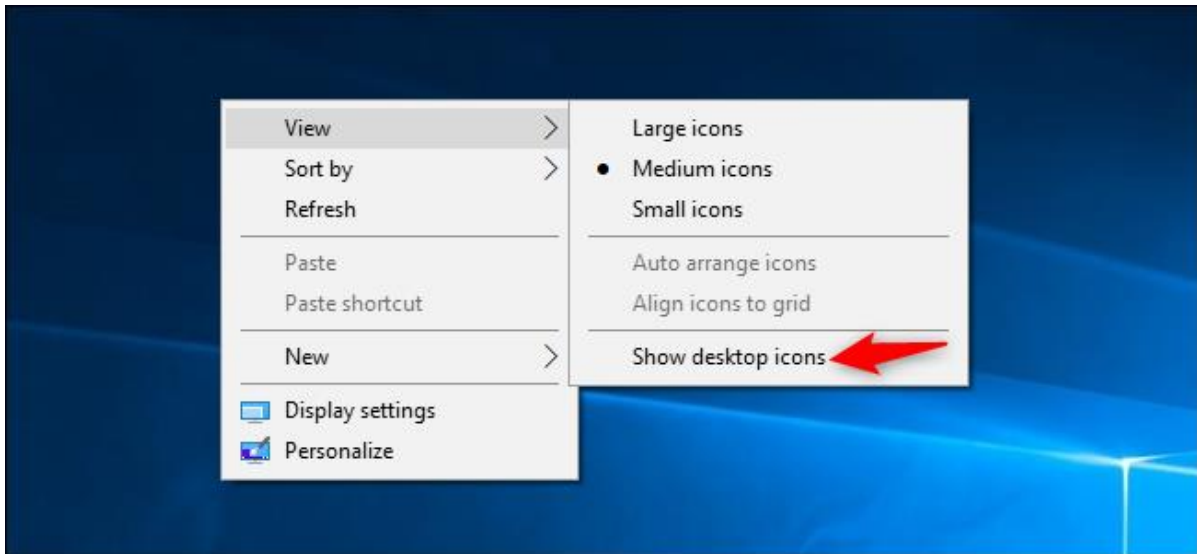 View
Sort by
Refresh
Paste
Paste shortcut
New
Display settings
Personalize
Large icons
Medium icons
Small icons
Auto arrange icons
Align icons to grid
Show desktop icons